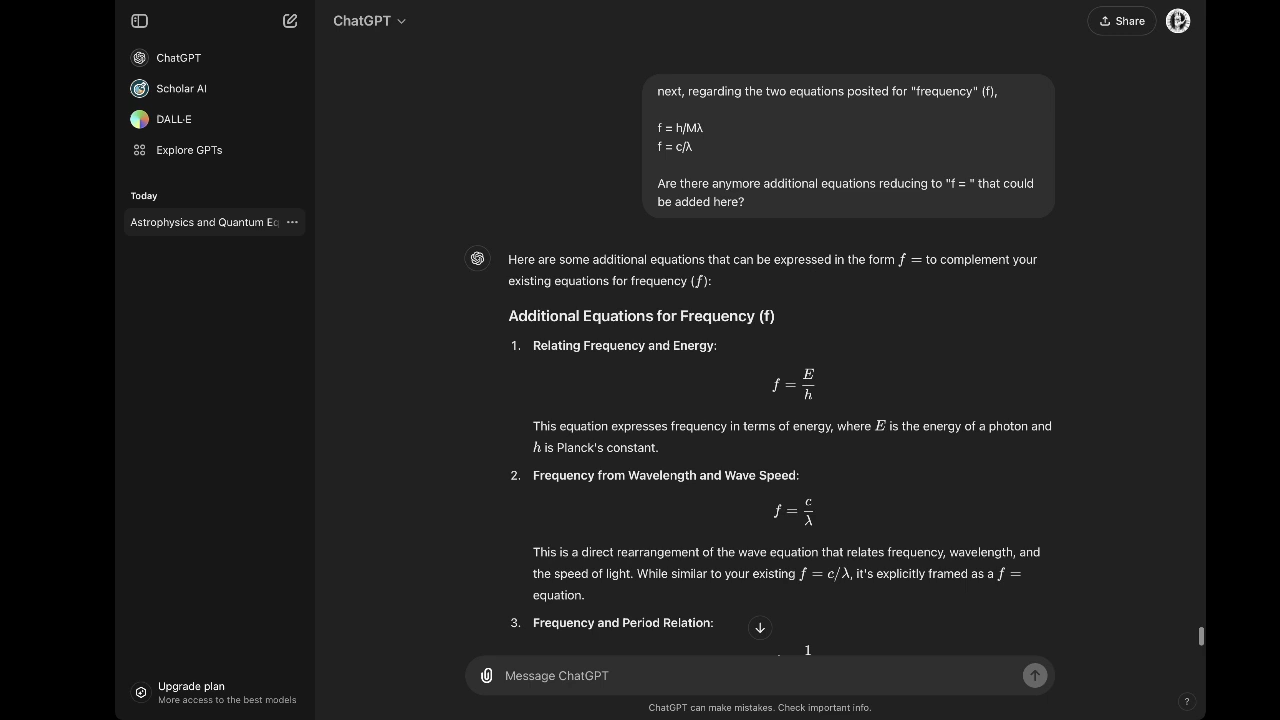 ChatGPT
Share
ChatGPT
Scholar AI
DALL·E
Explore GPTs
Today
Astrophysics and Quantum Eq
next, regarding the two equations posited for "frequency" (f),
f = h/Mλ
f = c/λ
Are there anymore additional equations reducing to "f = " that could
be added here?
Here are some additional equations that can be expressed in the form f = to complement your
existing equations for frequency (f):
Additional Equations for Frequency (f)
1. Relating Frequency and Energy:
f = E/h
This equation expresses frequency in terms of energy, where E is the energy of a photon and
h is Planck's constant.
2. Frequency from Wavelength and Wave Speed:
f = c/λ
This is a direct rearrangement of the wave equation that relates frequency, wavelength, and
the speed of light. While similar to your existing f = c/λ, it's explicitly framed as a f =
equation.
3. Frequency and Period Relation:
1
Upgrade plan
More access to the best models
Message ChatGPT
ChatGPT can make mistakes. Check important info.
?